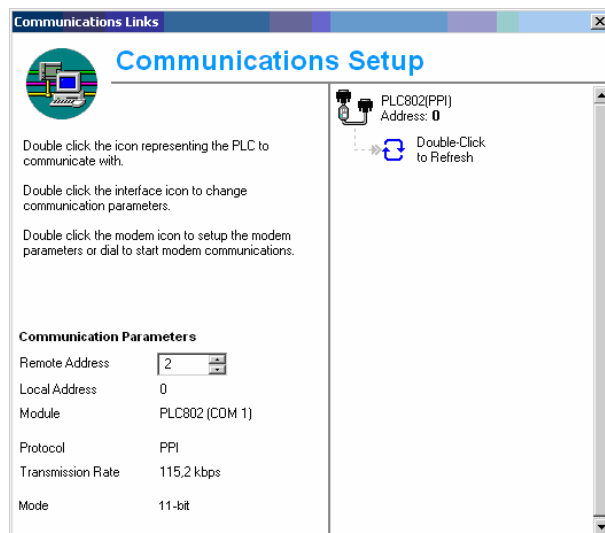 Communications Links
Communications Setup
Double click the icon representing the PLC to
communicate with.
Double click the interface icon to change
communication parameters.
Double click the modem icon to setup the modem
parameters or dial to start modem communications.
Communication Parameters
Remote Address 2
Local Address 0
Module PLC802 (COM 1)
Protocol PPI
Transmission Rate 115,2 kbps
Mode 11-bit
PLC802(PPI)
Address: 0
Double-Click
to Refresh